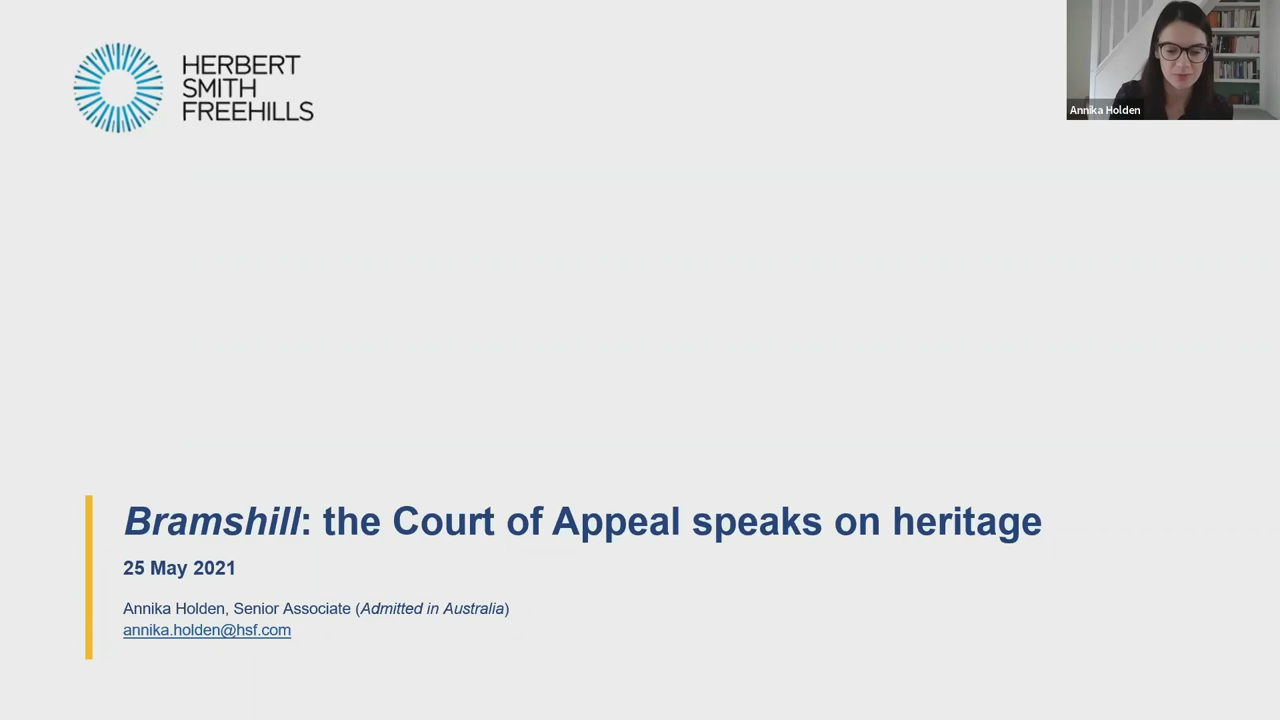 HERBERT
SMITH
FREEHILLS
Annika Holden
Bramshill: the Court of Appeal speaks on heritage
25 May 2021
Annika Holden, Senior Associate (Admitted in Australia)
annika.holden@hsf.com